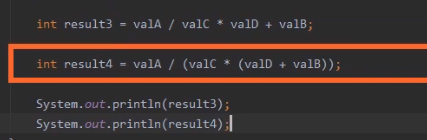 int result3 = valA / valC * valD + valB;
int result4 = valA / (valC * (valD + valB));
System.out.println(result3);
System.out.println(result4);